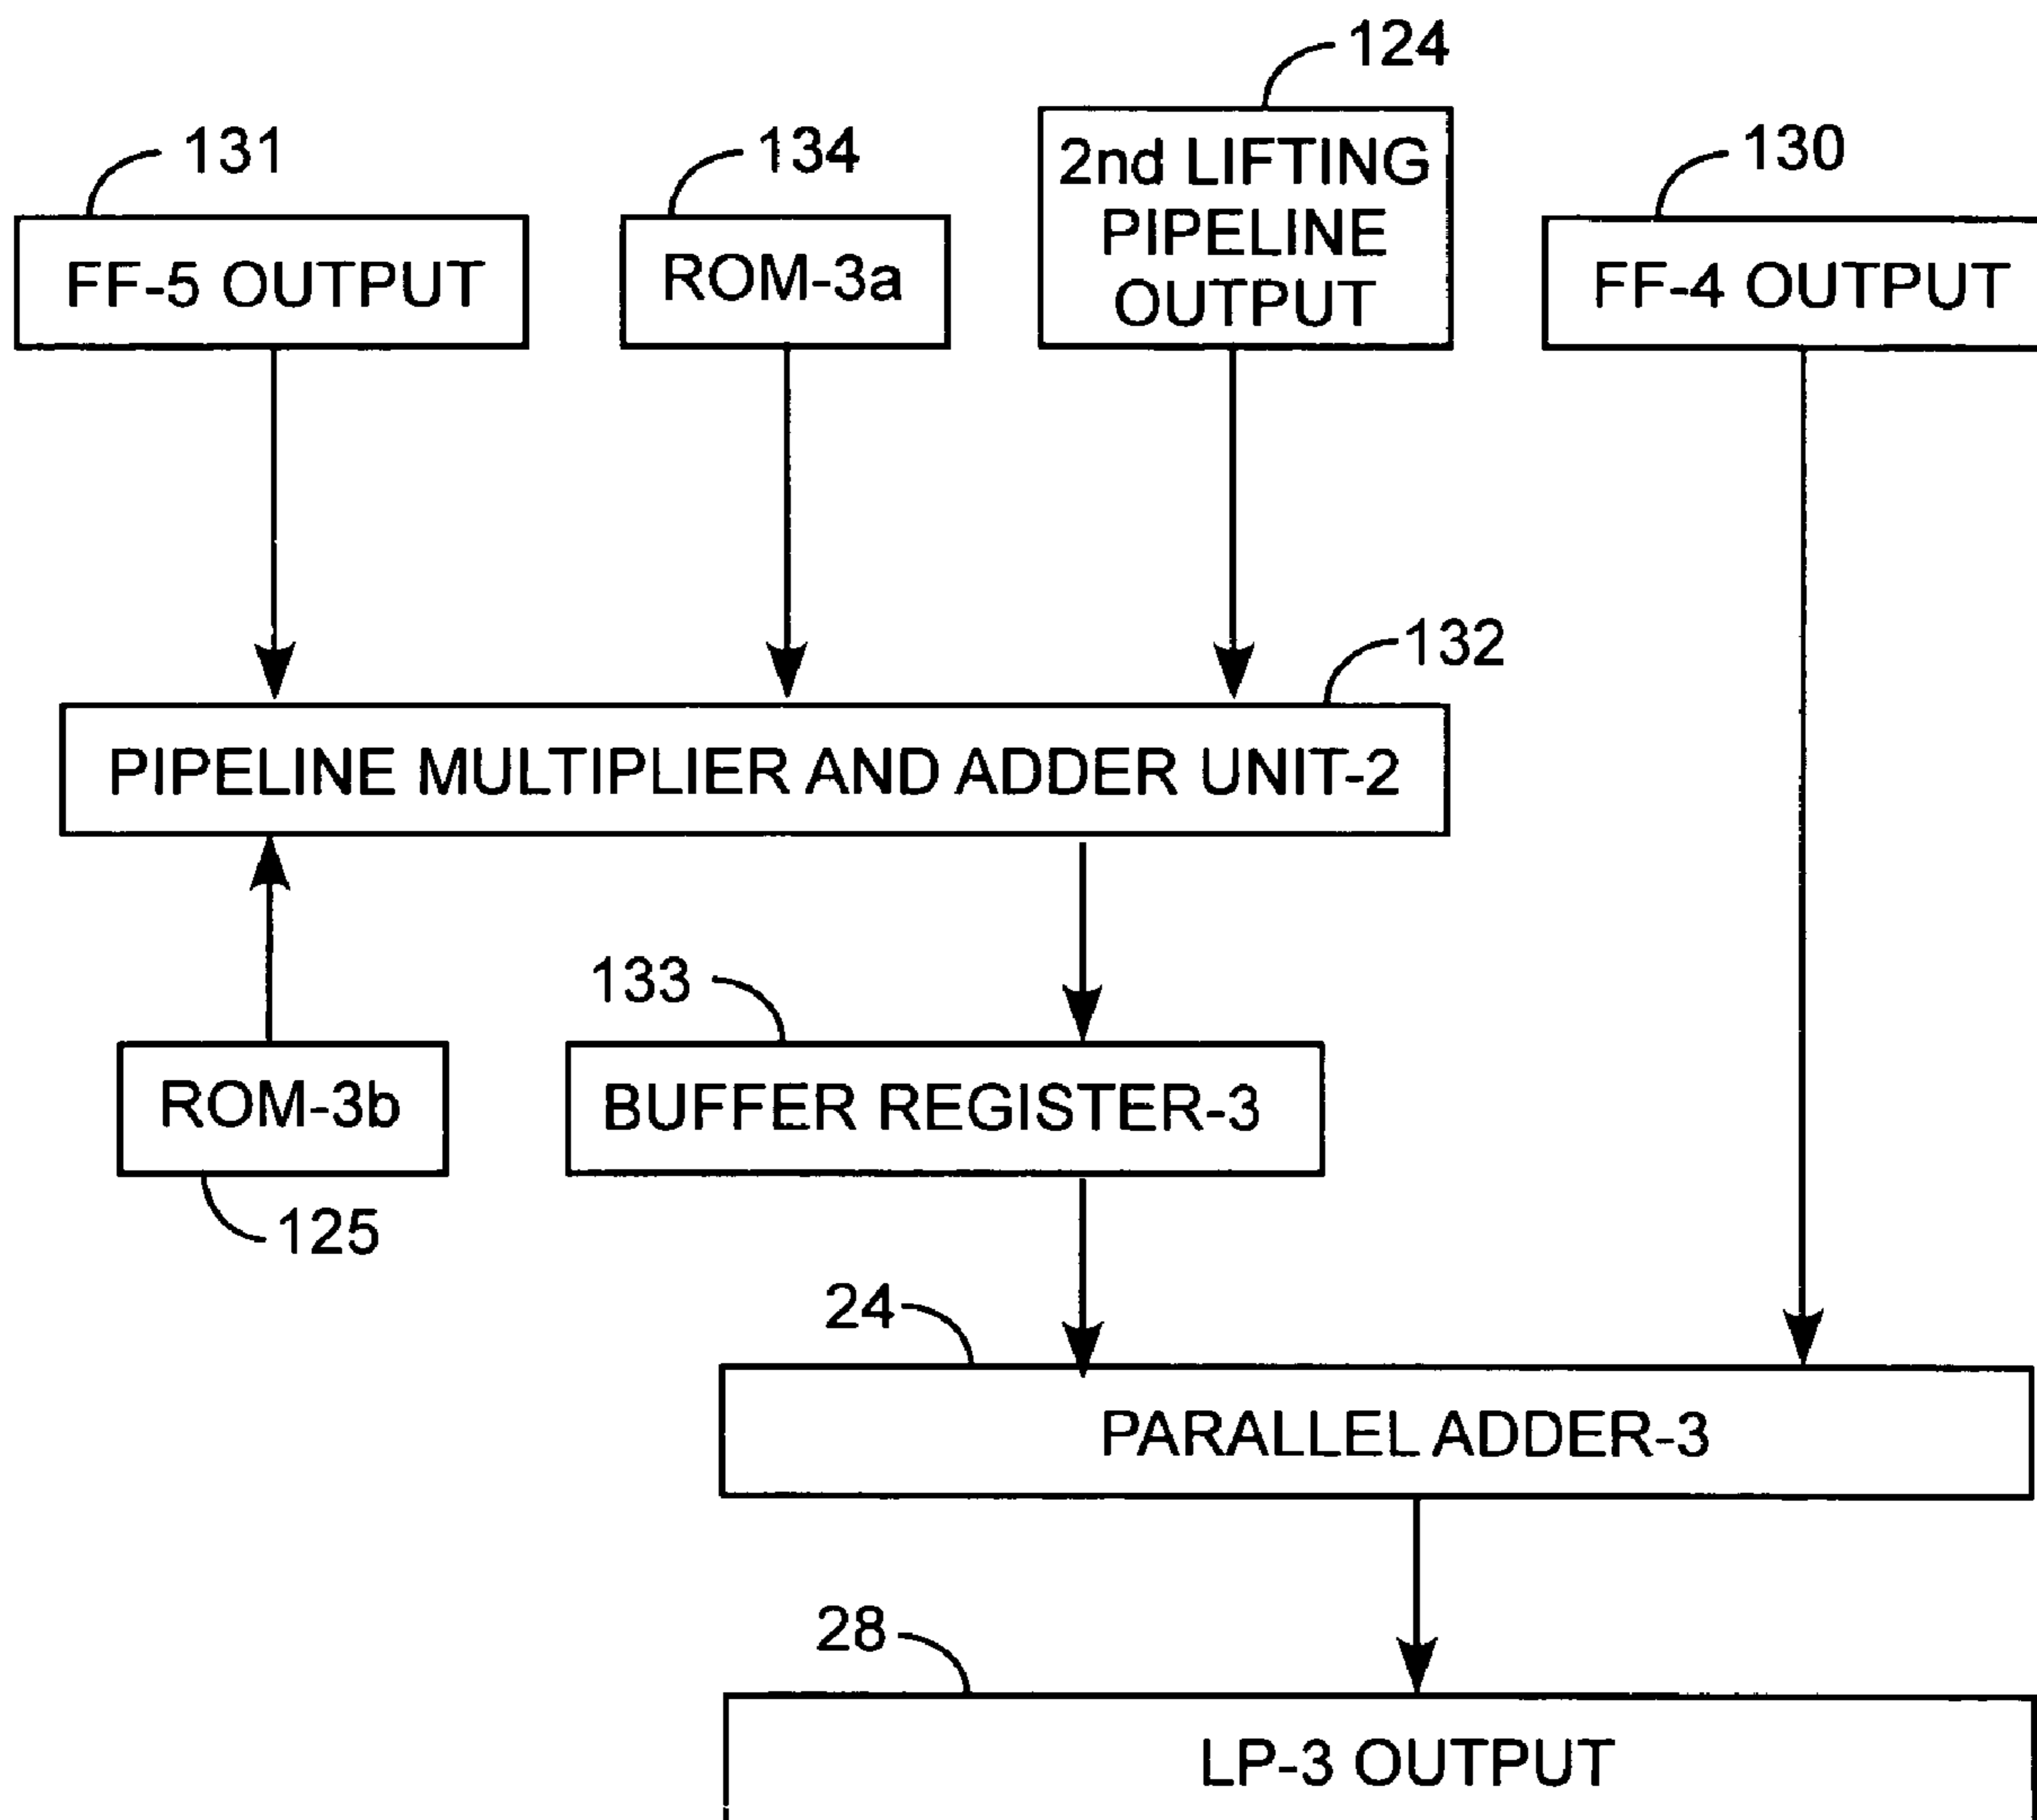 124
131
134
130
2nd LIFTING
PIPELINE
OUTPUT
FF-5 OUTPUT
ROM-3a
FF-4 OUTPUT
132
PIPELINE MULTIPLIER AND ADDER UNIT-2
133
ROM-3b
BUFFER REGISTER-3
125
24
PARALLEL ADDER-3
28
LP-3 OUTPUT